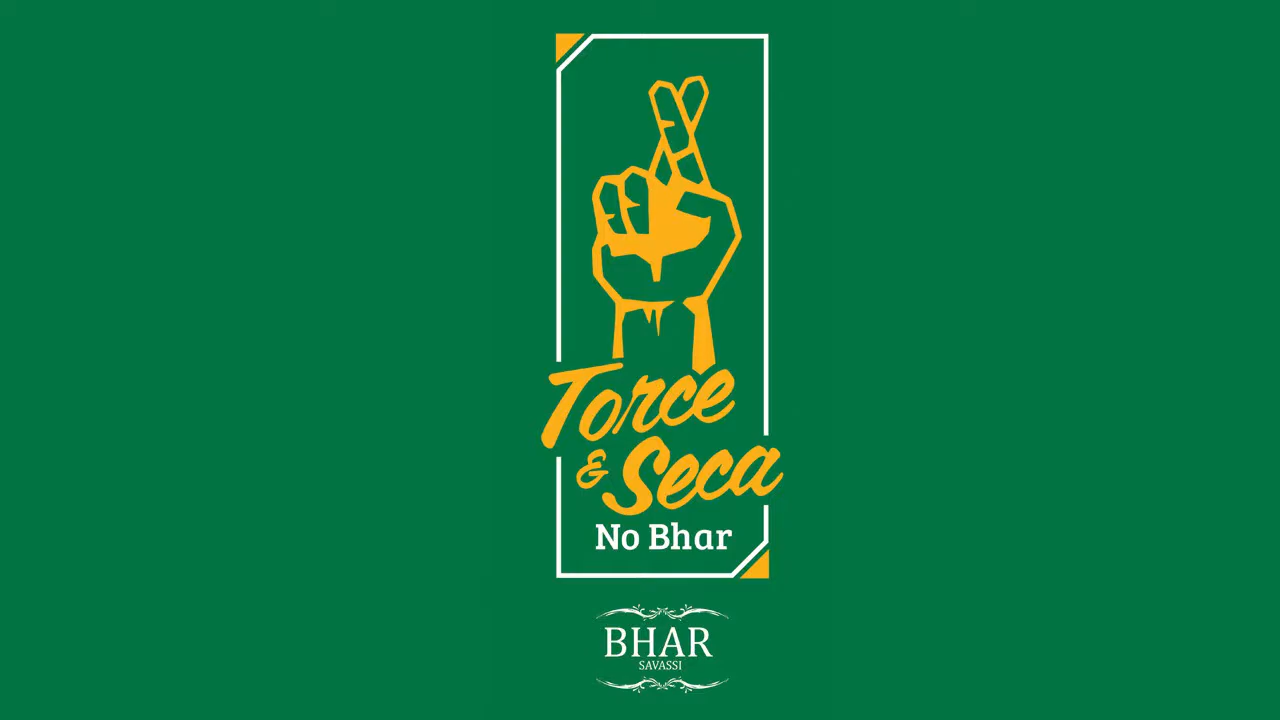 Torce
& Seca
No Bhar
BHAR
SAVASSI